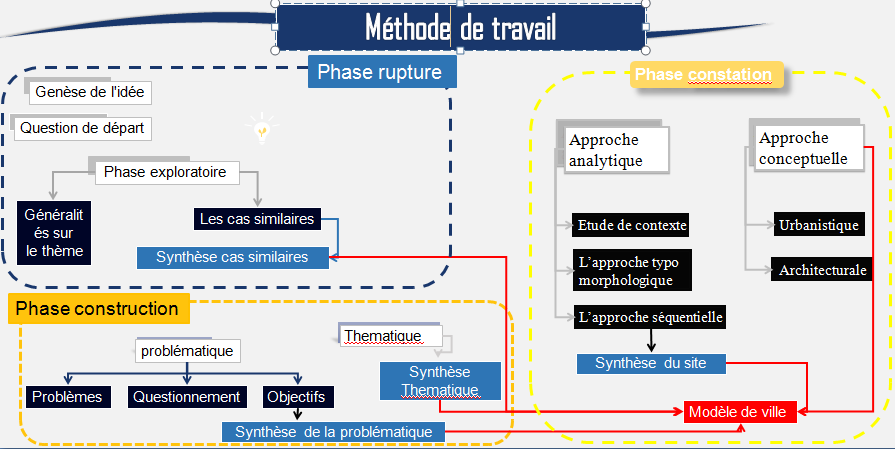 Méthode de travail
Phase rupture
Genèse de l'idée
Question de départ
Phase exploratoire
Généralit
és sur
le thème
Les cas similaires
Synthèse cas similaires
Phase construction
problématique
Problèmes
Questionnement
Objectifs
Synthèse de la problématique
Thematique
Synthèse
Thematique
Phase constation
Approche
analytique
Etude de contexte
L'approche typo
morphologique
L'approche séquentielle
Synthèse du site
Approche
conceptuelle
Urbanistique
Architecturale
Modèle de ville